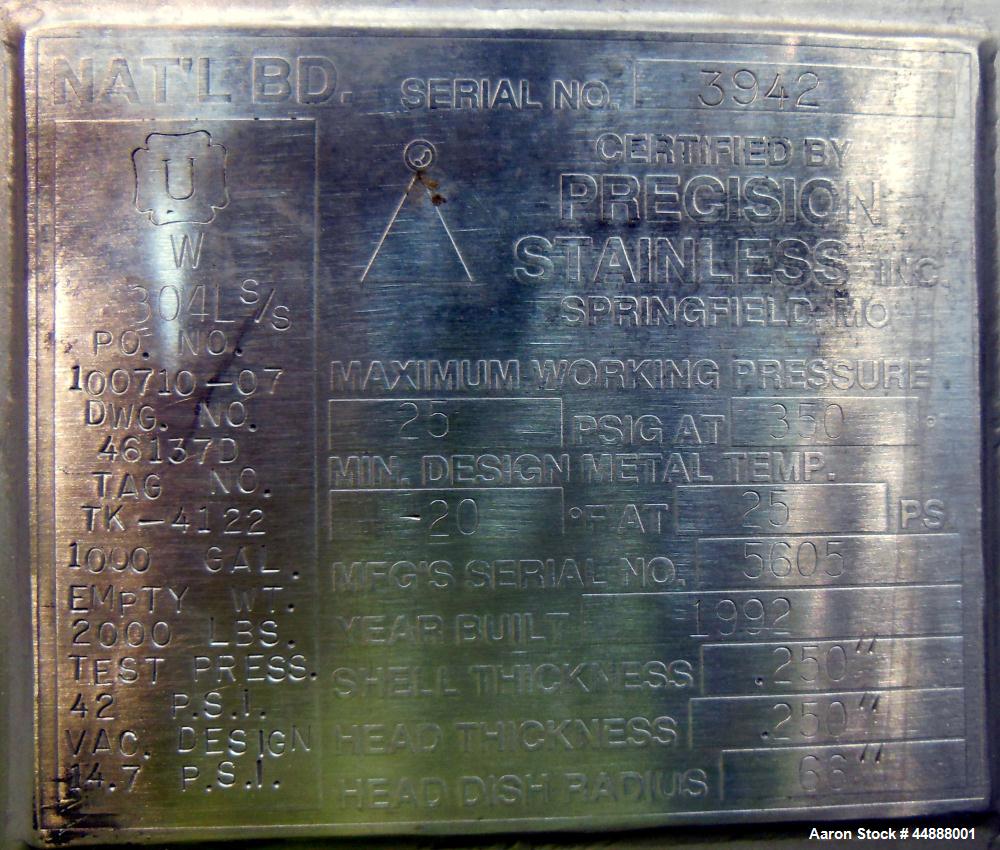 NAT'L BD. SERIAL NO. 3942
U
W
304L S/S
P.O. NO.
100710-07
DWG. NO.
46137D
TAG NO.
TK-4122
1000 GAL.
EMPTY WT.
2000 LBS.
TEST PRESS.
42 P.S.I.
VAC. DESIGN
14.7 P.S.I.
CERTIFIED BY
PRECISION
STAINLESS INC.
SPRINGFIELD, MO
MAXIMUM WORKING PRESSURE
25 PSIG AT 350 °
MIN. DESIGN METAL TEMP.
-20 °F AT 25 PS
MFG'S SERIAL NO. 5605
YEAR BUILT 1992
SHELL THICKNESS .250"
HEAD THICKNESS .250"
HEAD DISH RADIUS 66"
Aaron Stock # 44888001